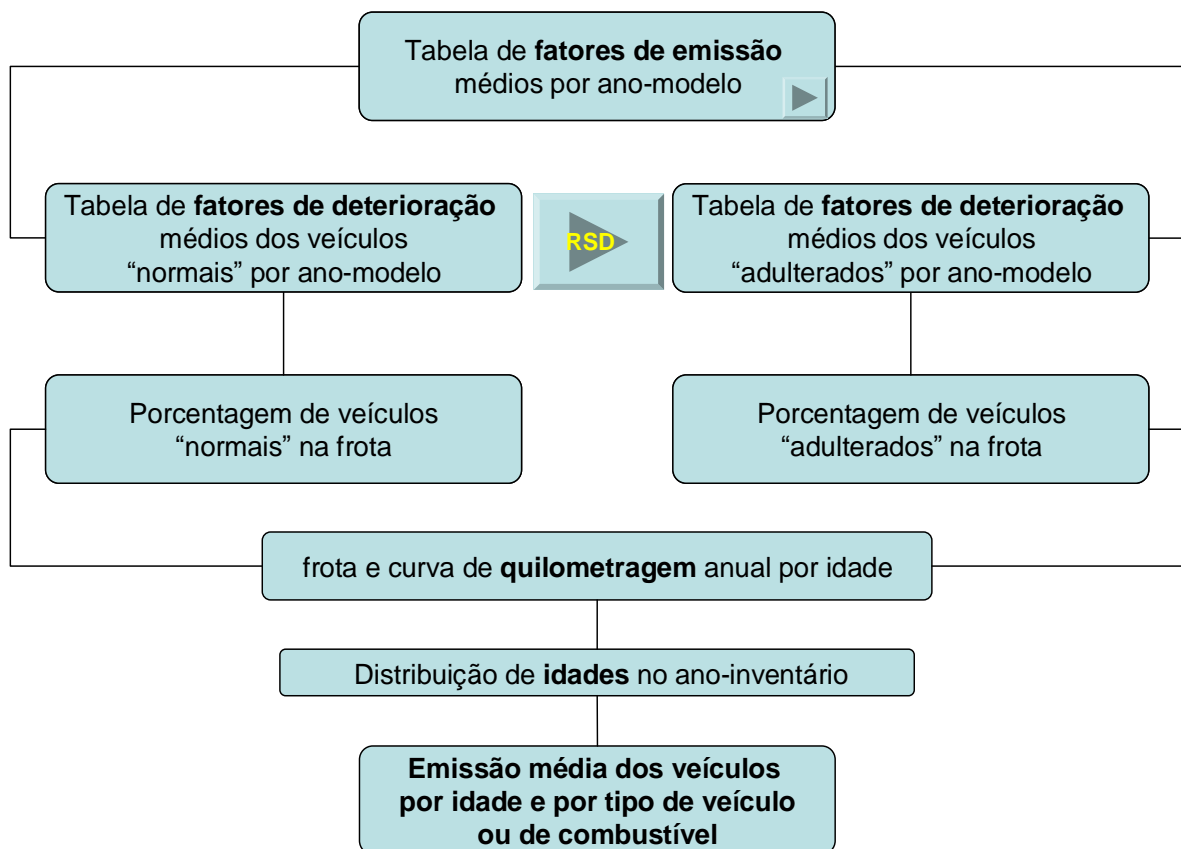 Tabela de fatores de emissão
médios por ano-modelo
Tabela de fatores de deterioração
médios dos veículos
“normais” por ano-modelo
RSD
Tabela de fatores de deterioração
médios dos veículos
“adulterados” por ano-modelo
Porcentagem de veículos
“normais” na frota
Porcentagem de veículos
“adulterados” na frota
frota e curva de quilometragem anual por idade
Distribuição de idades no ano-inventário
Emissão média dos veículos
por idade e por tipo de veículo
ou de combustível